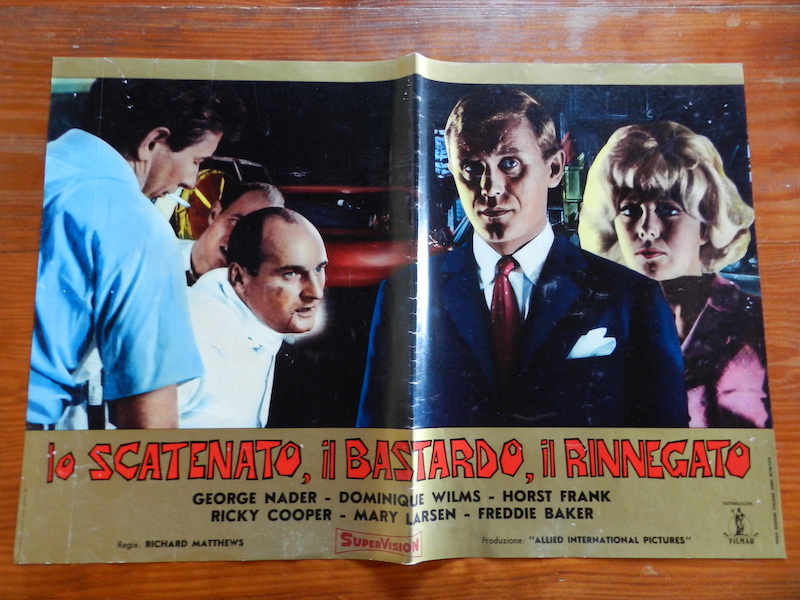 lo SCATENATO, il BASTARDO, il RINNEGATO
GEORGE NADER - DOMINIQUE WILMS - HORST FRANK
RICKY COOPER - MARY LARSEN - FREDDIE BAKER
Regia: RICHARD MATTHEWS
SUPERVISION
Produzione: "ALLIED INTERNATIONAL PICTURES"
DISTRIBUZIONE
FILMAR